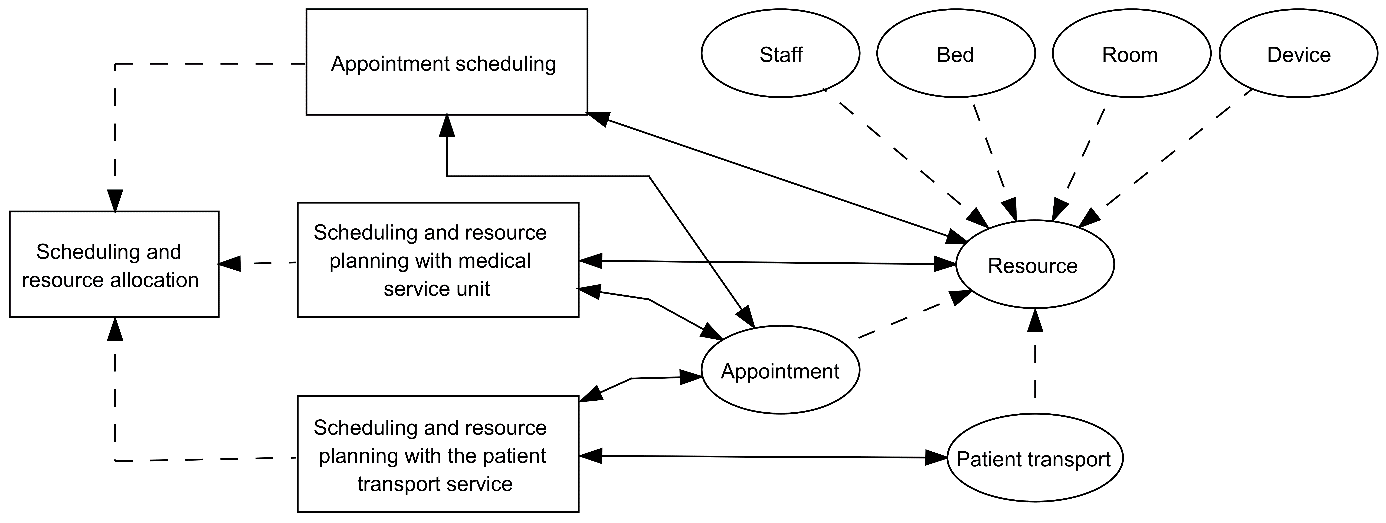 Appointment scheduling
Staff
Bed
Room
Device
Scheduling and
resource allocation
Scheduling and resource
planning with medical
service unit
Resource
Appointment
Scheduling and resource
planning with the patient
transport service
Patient transport